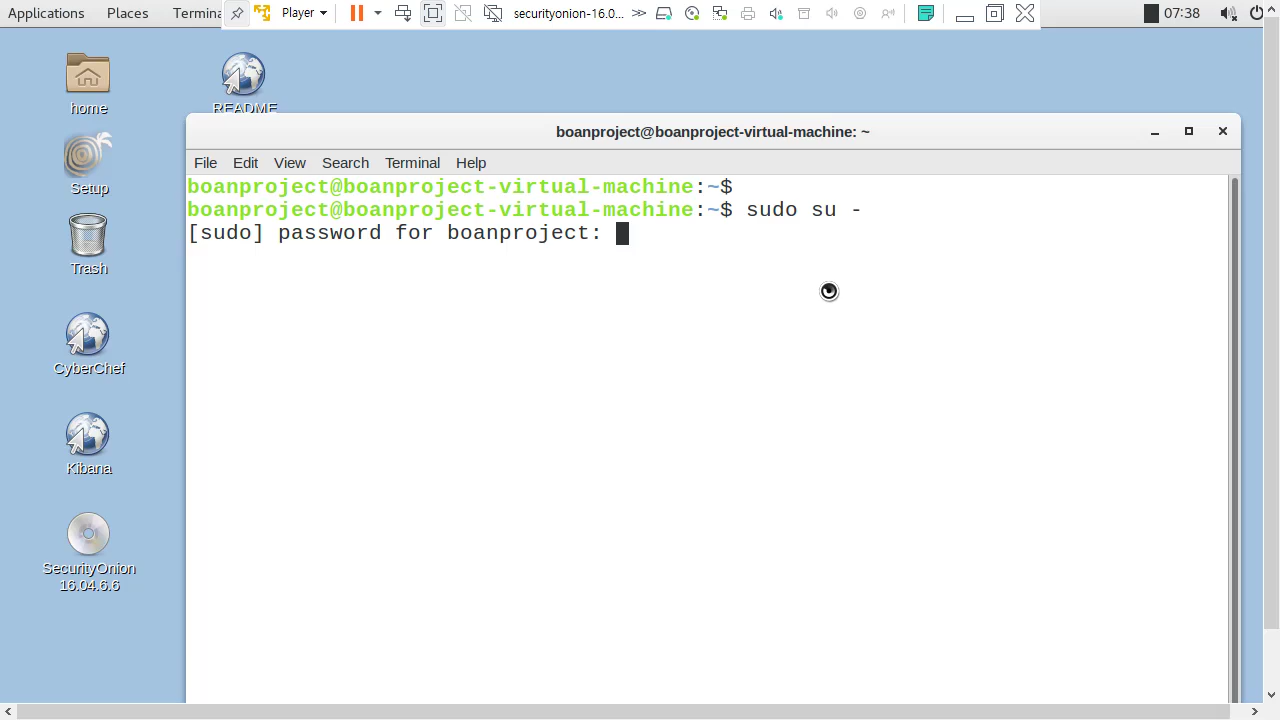 Applications Places Termina Player securityonion-16.0... >> 07:38
home
README
Setup
Trash
CyberChef
Kibana
SecurityOnion
16.04.6.6
boanproject@boanproject-virtual-machine: ~
File Edit View Search Terminal Help
boanproject@boanproject-virtual-machine:~$
boanproject@boanproject-virtual-machine:~$ sudo su -
[sudo] password for boanproject: